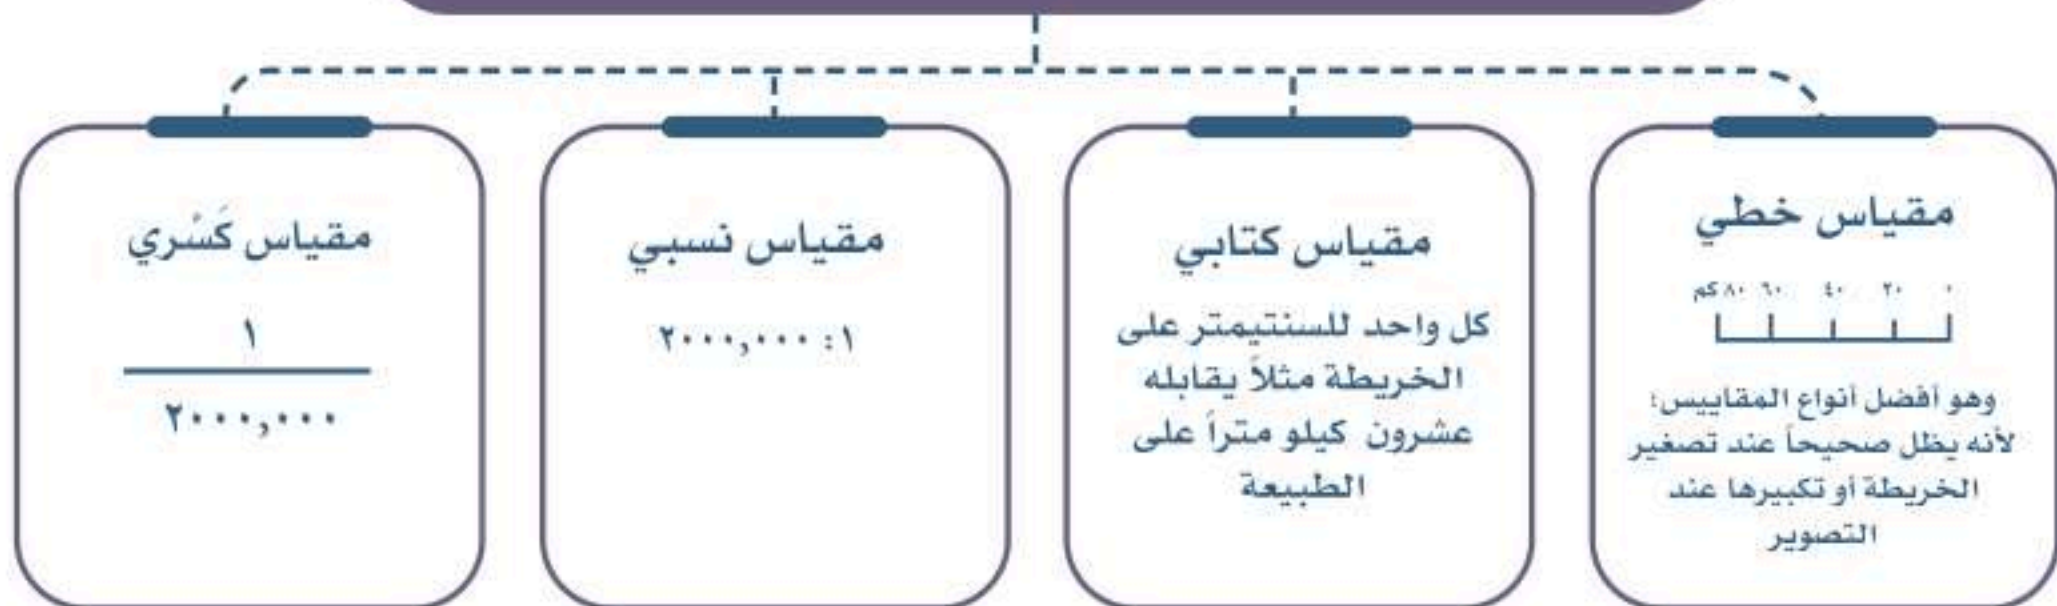 مقياس خطي
٠ ٢٠ ٤٠ ٦٠ ٨٠ كم
وهو أفضل أنواع المقاييس؛
لأنه يظل صحيحاً عند تصغير
الخريطة أو تكبيرها عند
التصوير
مقياس كتابي
كل واحد للسنتيمتر على
الخريطة مثلاً يقابله
عشرون كيلو متراً على
الطبيعة
مقياس نسبي
١: ٢٠٠٠,٠٠٠
مقياس كَسْري
١
٢٠٠٠,٠٠٠